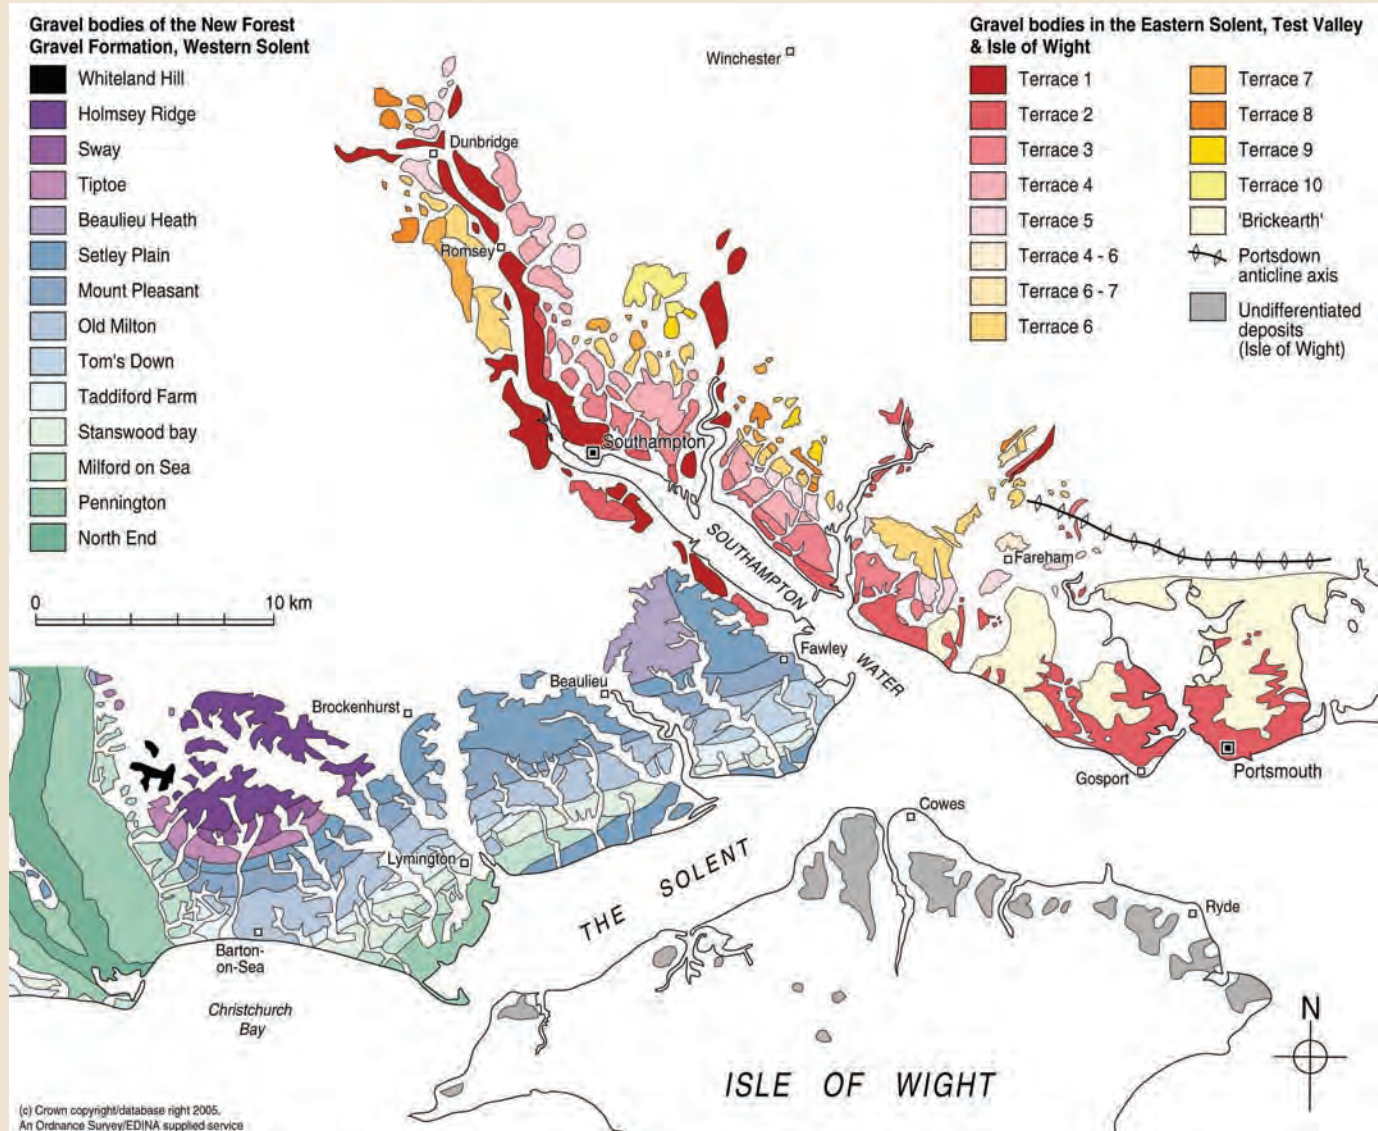 Gravel bodies of the New Forest
Gravel Formation, Western Solent
Whiteland Hill
Holmsey Ridge
Sway
Tiptoe
Beaulieu Heath
Setley Plain
Mount Pleasant
Old Milton
Tom's Down
Taddiford Farm
Stanswood bay
Milford on Sea
Pennington
North End
0 10 km
Gravel bodies in the Eastern Solent, Test Valley
& Isle of Wight
Terrace 1
Terrace 2
Terrace 3
Terrace 4
Terrace 5
Terrace 4 - 6
Terrace 6 - 7
Terrace 6
Terrace 7
Terrace 8
Terrace 9
Terrace 10
'Brickearth'
Portsdown
anticline axis
Undifferentiated
deposits
(Isle of Wight)
Winchester
Dunbridge
Romsey
Southampton
SOUTHAMPTON
WATER
Fareham
Fawley
Beaulieu
Brockenhurst
Lymington
Gosport
Portsmouth
Cowes
THE SOLENT
Ryde
Barton-
on-Sea
Christchurch
Bay
N
ISLE OF WIGHT
(c) Crown copyright/database right 2005.
An Ordnance Survey/EDINA supplied service